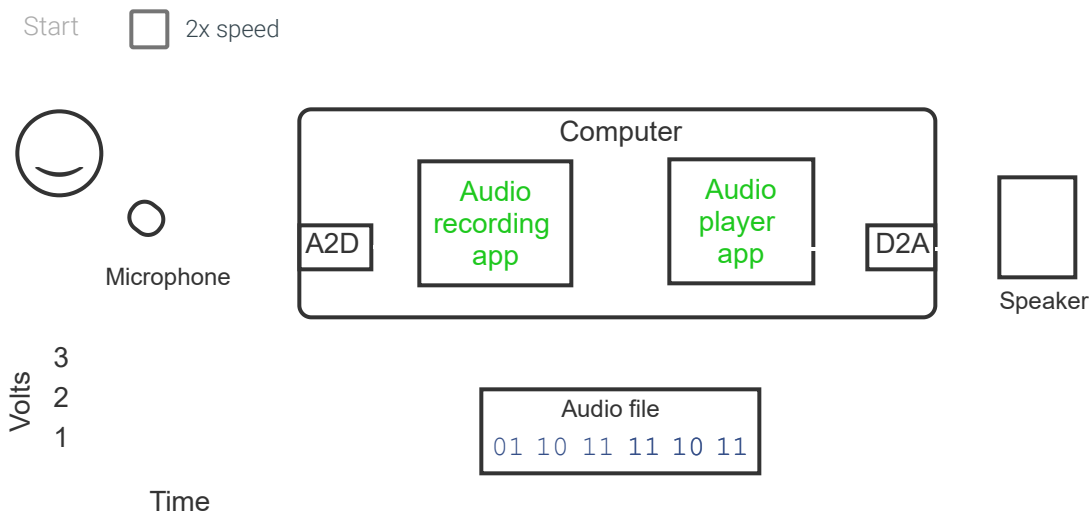 Start
2x speed
Computer
Audio
recording
app
Audio
player
app
A2D
D2A
Microphone
Speaker
Volts
3
2
1
Audio file
01 10 11 11 10 11
Time